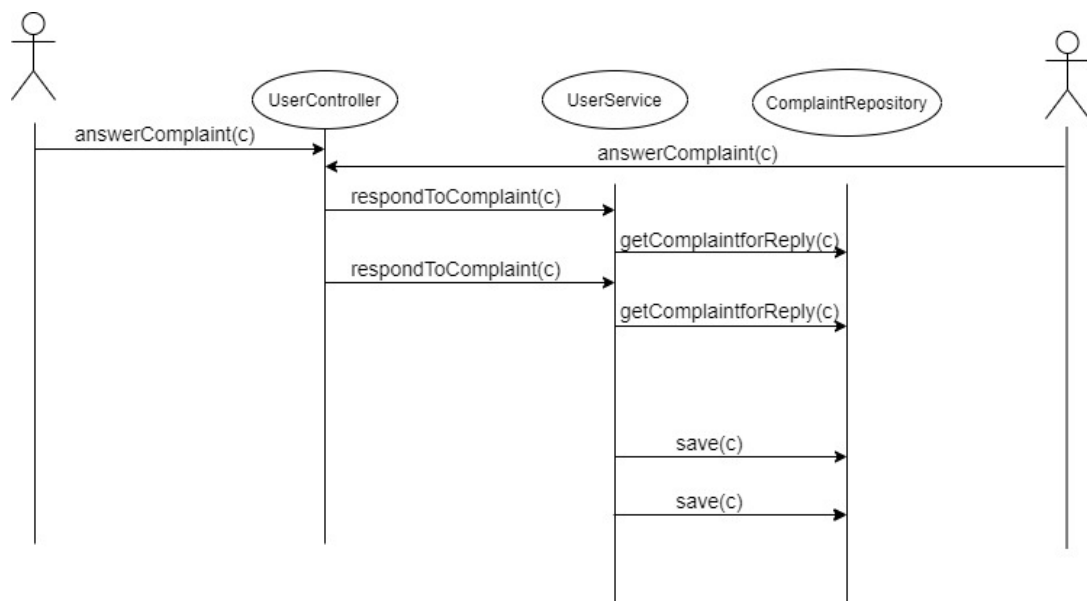 UserController
UserService
ComplaintRepository
answerComplaint(c)
answerComplaint(c)
respondToComplaint(c)
getComplaintforReply(c)
respondToComplaint(c)
getComplaintforReply(c)
save(c)
save(c)